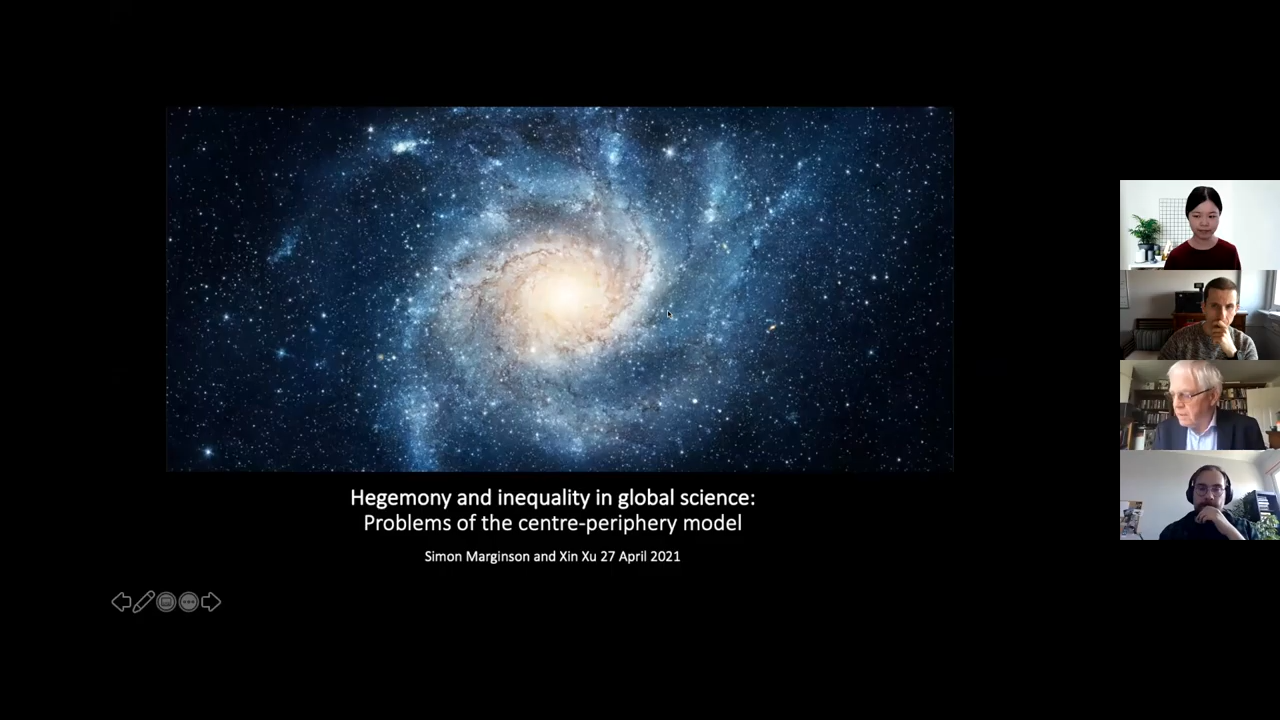 Hegemony and inequality in global science:
Problems of the centre-periphery model
Simon Marginson and Xin Xu 27 April 2021